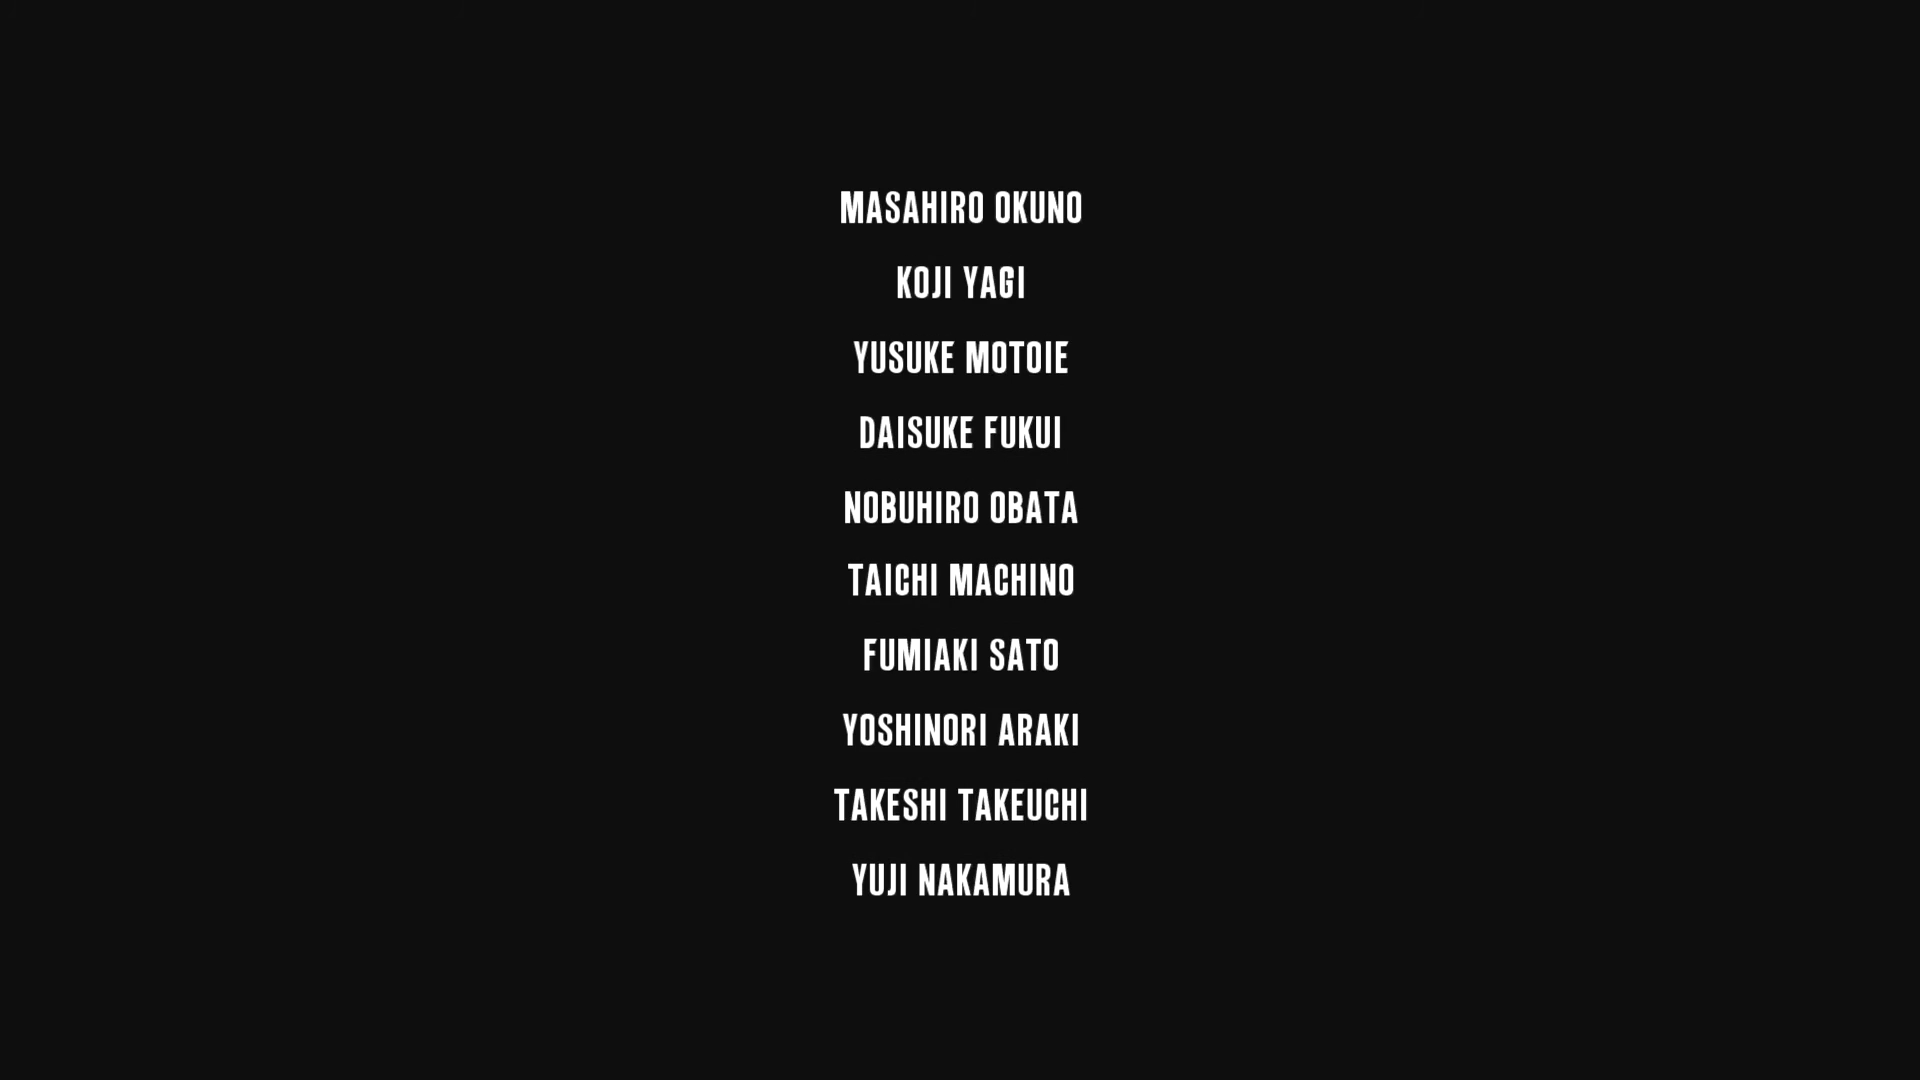 MASAHIRO OKUNO
KOJI YAGI
YUSUKE MOTOIE
DAISUKE FUKUI
NOBUHIRO OBATA
TAICHI MACHINO
FUMIAKI SATO
YOSHINORI ARAKI
TAKESHI TAKEUCHI
YUJI NAKAMURA